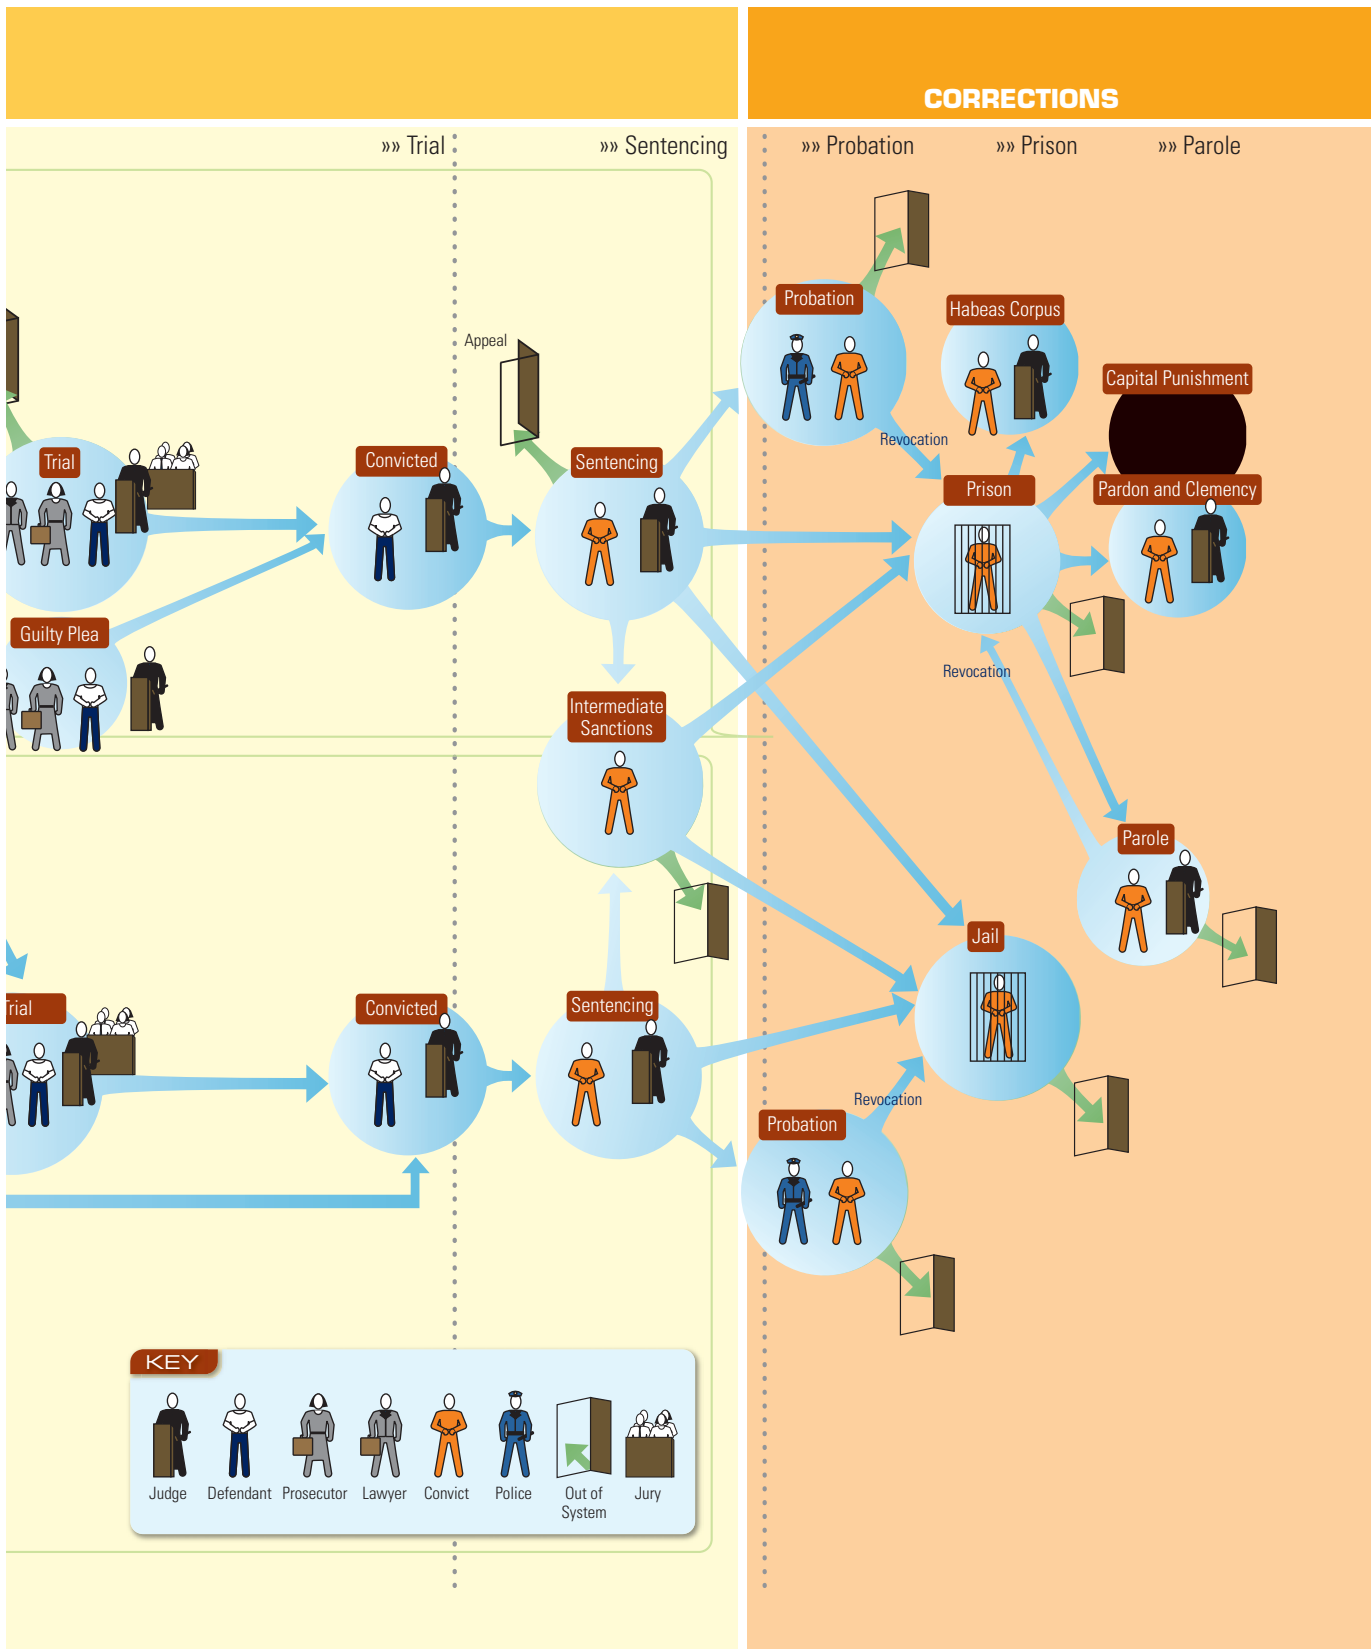 CORRECTIONS
»» Trial
»» Sentencing
»» Probation
»» Prison
»» Parole
Probation
Habeas Corpus
Appeal
Capital Punishment
Revocation
Trial
Convicted
Sentencing
Prison
Pardon and Clemency
Guilty Plea
Revocation
Intermediate
Sanctions
Parole
Jail
Trial
Convicted
Sentencing
Revocation
Probation
KEY
Judge
Defendant
Prosecutor
Lawyer
Convict
Police
Out of
System
Jury